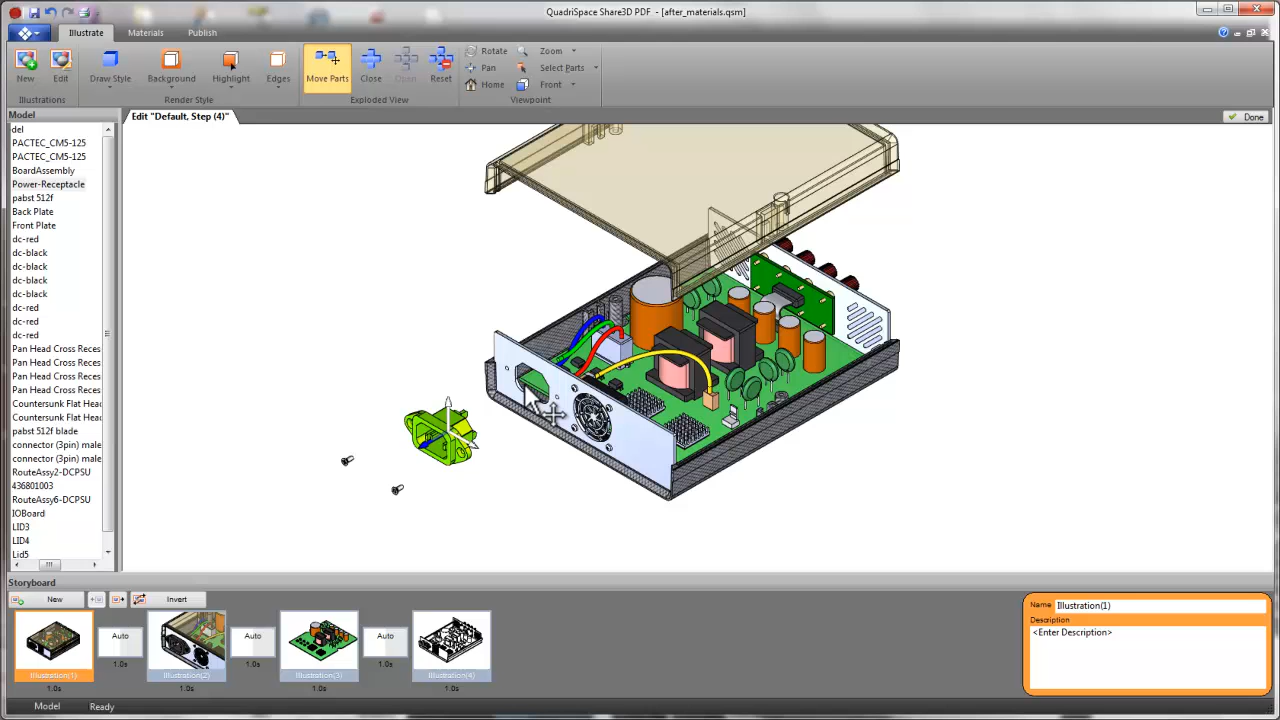 QuadriSpace Share3D PDF - [after_materials.qsm]
Illustrate Materials Publish
New Edit Draw Style Background Highlight Edges Move Parts Close Open Reset Rotate Pan Home Zoom Select Parts Front
Illustrations Render Style Exploded View Viewpoint
Model
Edit "Default, Step (4)"
Done
del
PACTEC_CM5-125
PACTEC_CM5-125
BoardAssembly
Power-Receptacle
pabst 512f
Back Plate
Front Plate
dc-red
dc-black
dc-black
dc-black
dc-black
dc-red
dc-red
dc-red
Pan Head Cross Reces
Pan Head Cross Reces
Pan Head Cross Reces
Pan Head Cross Reces
Countersunk Flat Hea
Countersunk Flat Hea
pabst 512f blade
connector (3pin) male
connector (3pin) male
RouteAssy2-DCPSU
436801003
RouteAssy6-DCPSU
IOBoard
LID3
LID4
Lid5
Storyboard
New Invert
Auto Auto Auto
1.0s 1.0s 1.0s
Illustration(1) Illustration(2) Illustration(3) Illustration(4)
1.0s 1.0s 1.0s 1.0s
Name Illustration(1)
Description
<Enter Description>
Model Ready